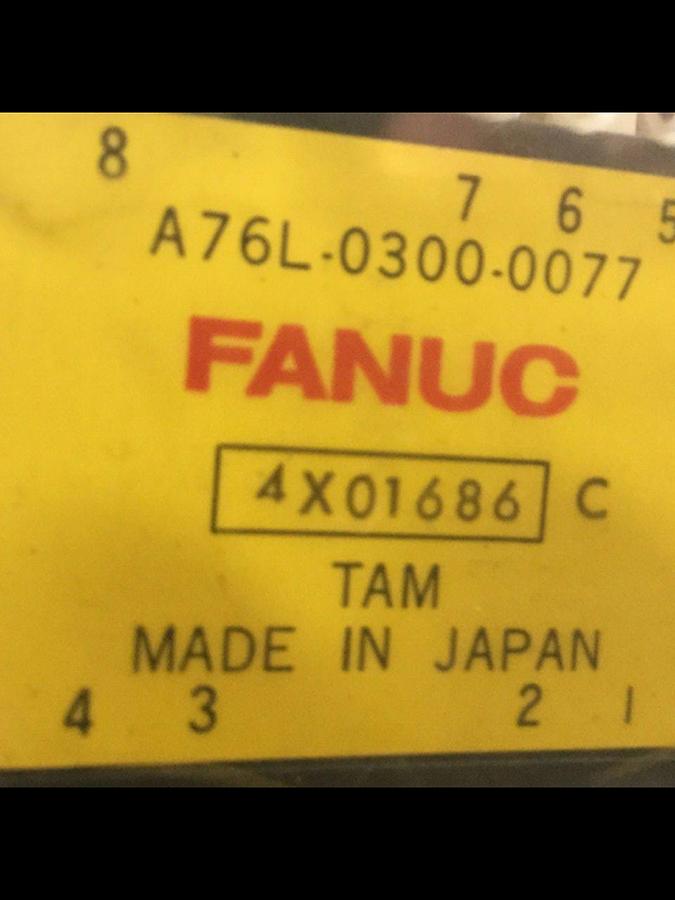 8 7 6 5
A76L-0300-0077
FANUC
4X01686 C
TAM
MADE IN JAPAN
4 3 2 1